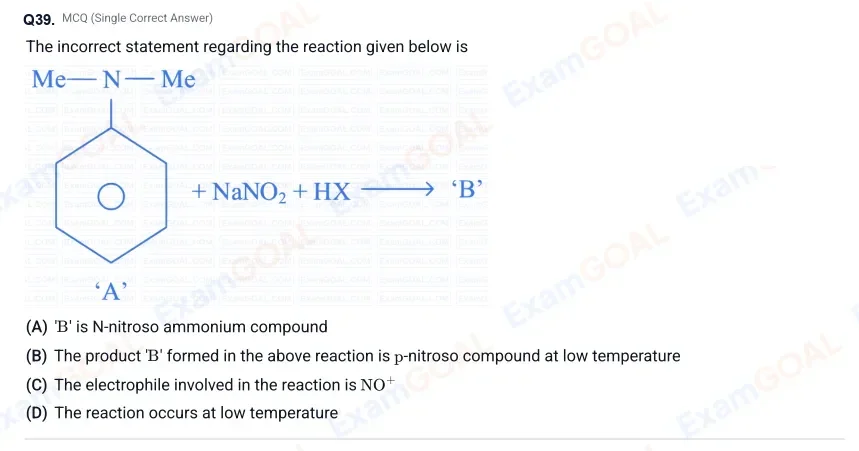 Q39. MCQ (Single Correct Answer)
The incorrect statement regarding the reaction given below is
Me—N—Me
+ NaNO₂ + HX ⟶ ‘B’
‘A’
(A) 'B' is N-nitroso ammonium compound
(B) The product 'B' formed in the above reaction is p-nitroso compound at low temperature
(C) The electrophile involved in the reaction is NO⁺
(D) The reaction occurs at low temperature